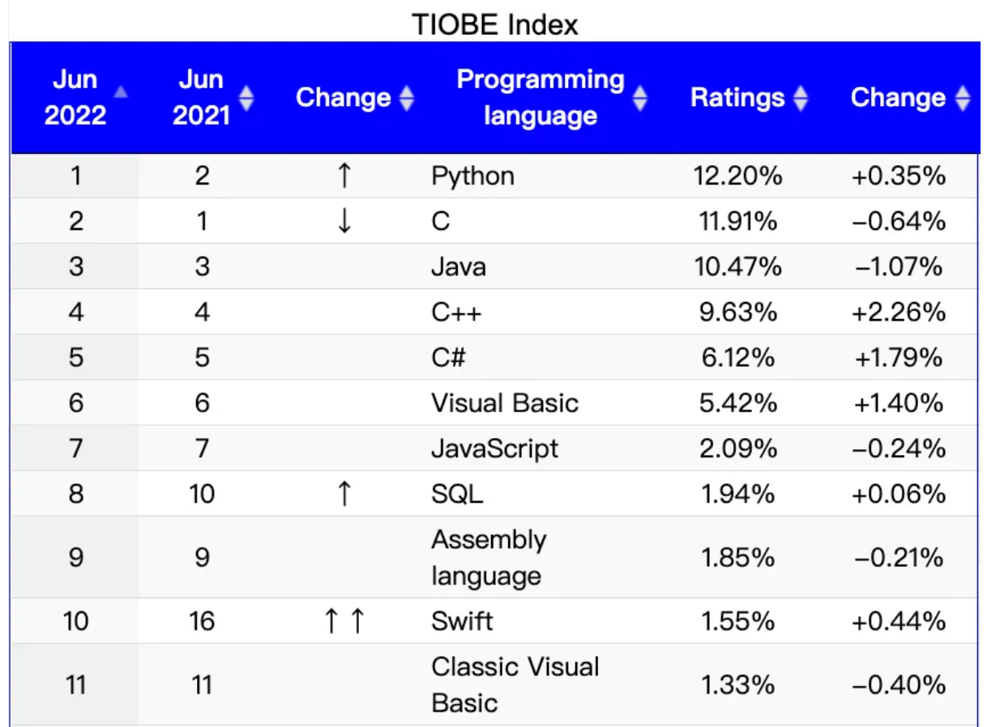 TIOBE Index
Jun 2022 Jun 2021 Change Programming language Ratings Change
1 2 ↑ Python 12.20% +0.35%
2 1 ↓ C 11.91% −0.64%
3 3 Java 10.47% −1.07%
4 4 C++ 9.63% +2.26%
5 5 C# 6.12% +1.79%
6 6 Visual Basic 5.42% +1.40%
7 7 JavaScript 2.09% −0.24%
8 10 ↑ SQL 1.94% +0.06%
9 9 Assembly language 1.85% −0.21%
10 16 ↑ ↑ Swift 1.55% +0.44%
11 11 Classic Visual Basic 1.33% −0.40%